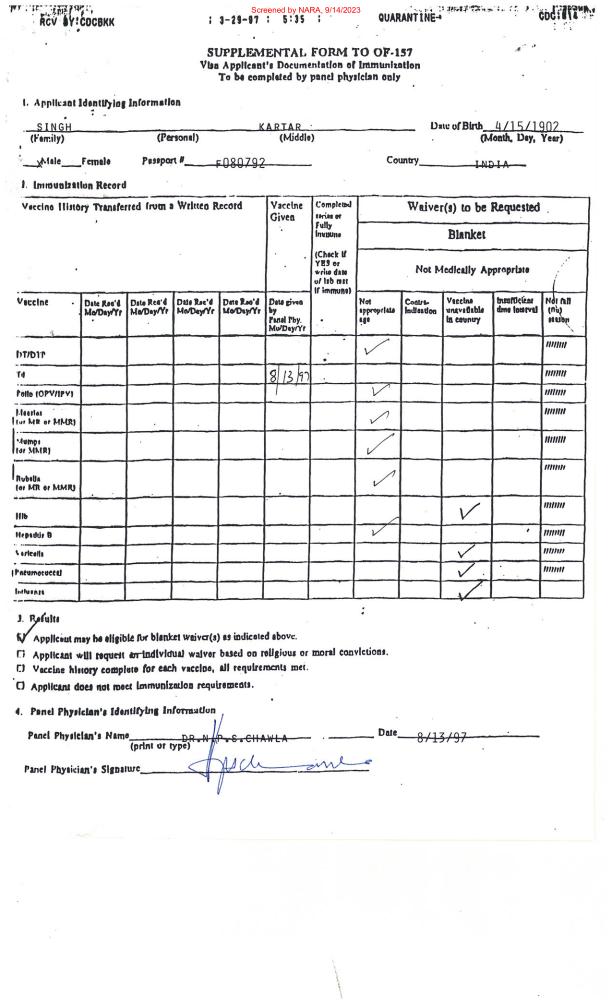 Screened by NARA, 9/14/2023
RCV BY:CDCBKK : 3-29-97 : 5:35 : QUARANTINE→
SUPPLEMENTAL FORM TO OF-157
Visa Applicant's Documentation of Immunization
To be completed by panel physician only
1. Applicant Identifying Information
SINGH KARTAR Date of Birth 4/15/1902
(Family) (Personal) (Middle) (Month, Day, Year)
x Male Female Passport # F080792 Country INDIA
Immunization Record
Vaccine History Transferred from a Written Record
Vaccine Given
Completed series or Fully Immune
(Check if YES or write date of lab test if immune)
Waiver(s) to be Requested
Blanket
Not Medically Appropriate
Vaccine
Date Rec'd Mo/Day/Yr
Date Rec'd Mo/Day/Yr
Date Rec'd Mo/Day/Yr
Date Rec'd Mo/Day/Yr
Date given by Panel Phy. Mo/Day/Yr
Not appropriate age
Contra-indication
Vaccine unavailable in country
Insufficient time interval
Not fall (flu) season
DT/DTP ✓ ///////
Td 8/13/97 ///////
Polio (OPV/IPV) ✓ ///////
Measles (or MR or MMR) ✓ ///////
Mumps (or MMR) ✓ ///////
Rubella (or MR or MMR) ✓ ///////
Hib ✓ ///////
Hepatitis B ✓ ///////
Varicella ✓ ///////
Pneumococcal ✓ ///////
Influenza ✓
3. Results
✓ Applicant may be eligible for blanket waiver(s) as indicated above.
Applicant will request an individual waiver based on religious or moral convictions.
Vaccine history complete for each vaccine, all requirements met.
Applicant does not meet immunization requirements.
4. Panel Physician's Identifying Information
Panel Physician's Name DR.N.P.S.CHAWLA Date 8/13/97
(print or type)
Panel Physician's Signature